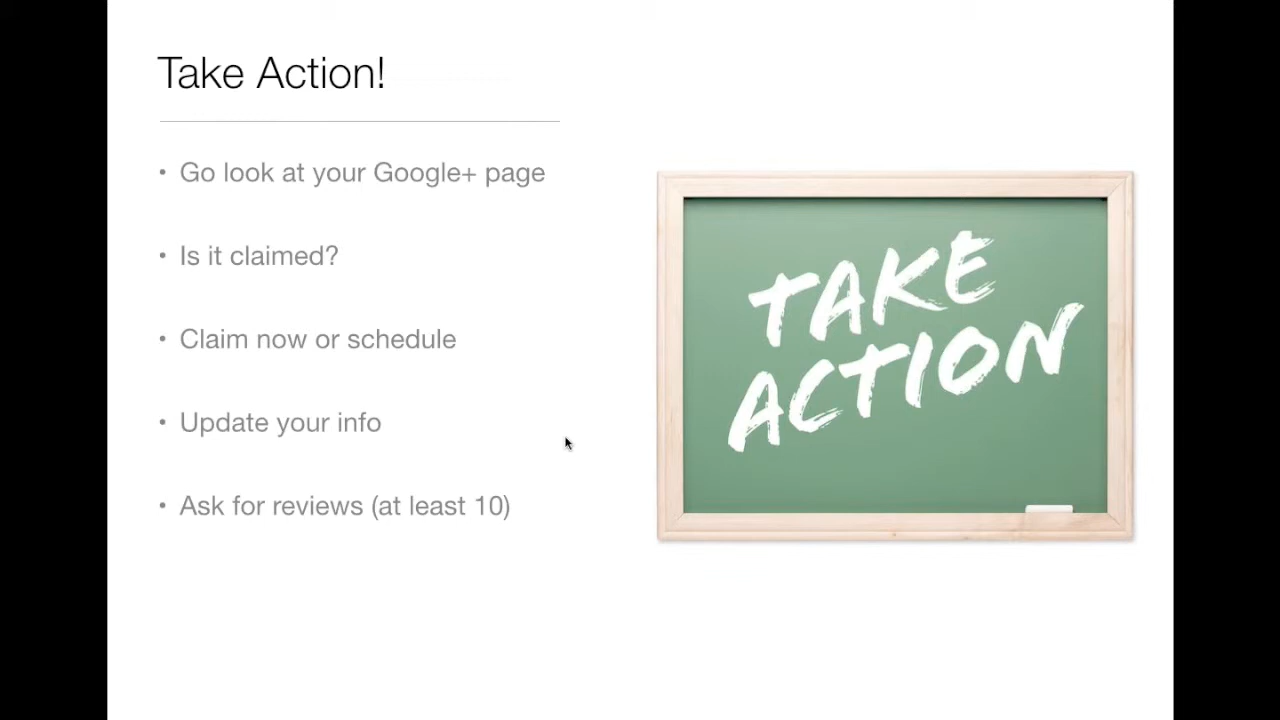 Take Action!
• Go look at your Google+ page
• Is it claimed?
• Claim now or schedule
• Update your info
• Ask for reviews (at least 10)
TAKE
ACTION